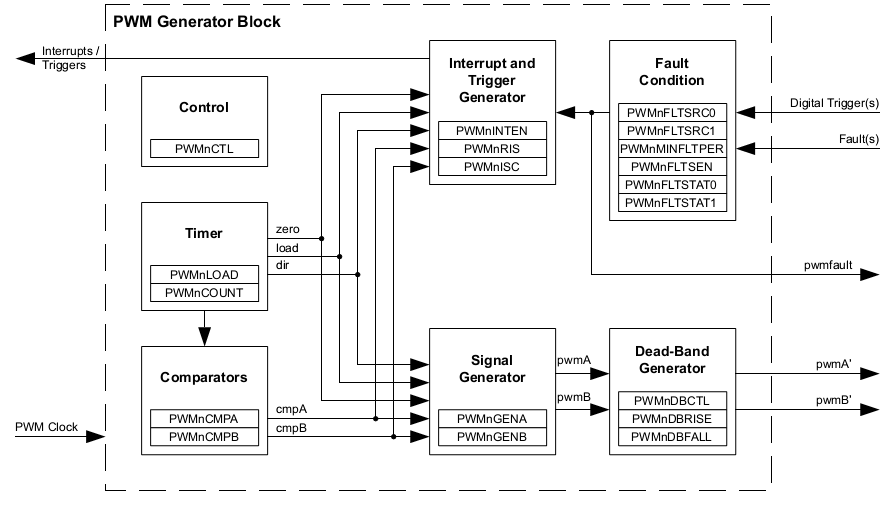 PWM Generator Block
Interrupts /
Triggers
Control
PWMnCTL
Interrupt and
Trigger
Generator
PWMnINTEN
PWMnRIS
PWMnISC
Fault
Condition
PWMnFLTSRC0
PWMnFLTSRC1
PWMnMINFLTPER
PWMnFLTSEN
PWMnFLTSTAT0
PWMnFLTSTAT1
Digital Trigger(s)
Fault(s)
Timer
PWMnLOAD
PWMnCOUNT
zero
load
dir
pwmfault
Comparators
PWMnCMPA
PWMnCMPB
cmpA
cmpB
Signal
Generator
PWMnGENA
PWMnGENB
pwmA
pwmB
Dead-Band
Generator
PWMnDBCTL
PWMnDBRISE
PWMnDBFALL
pwmA'
pwmB'
PWM Clock